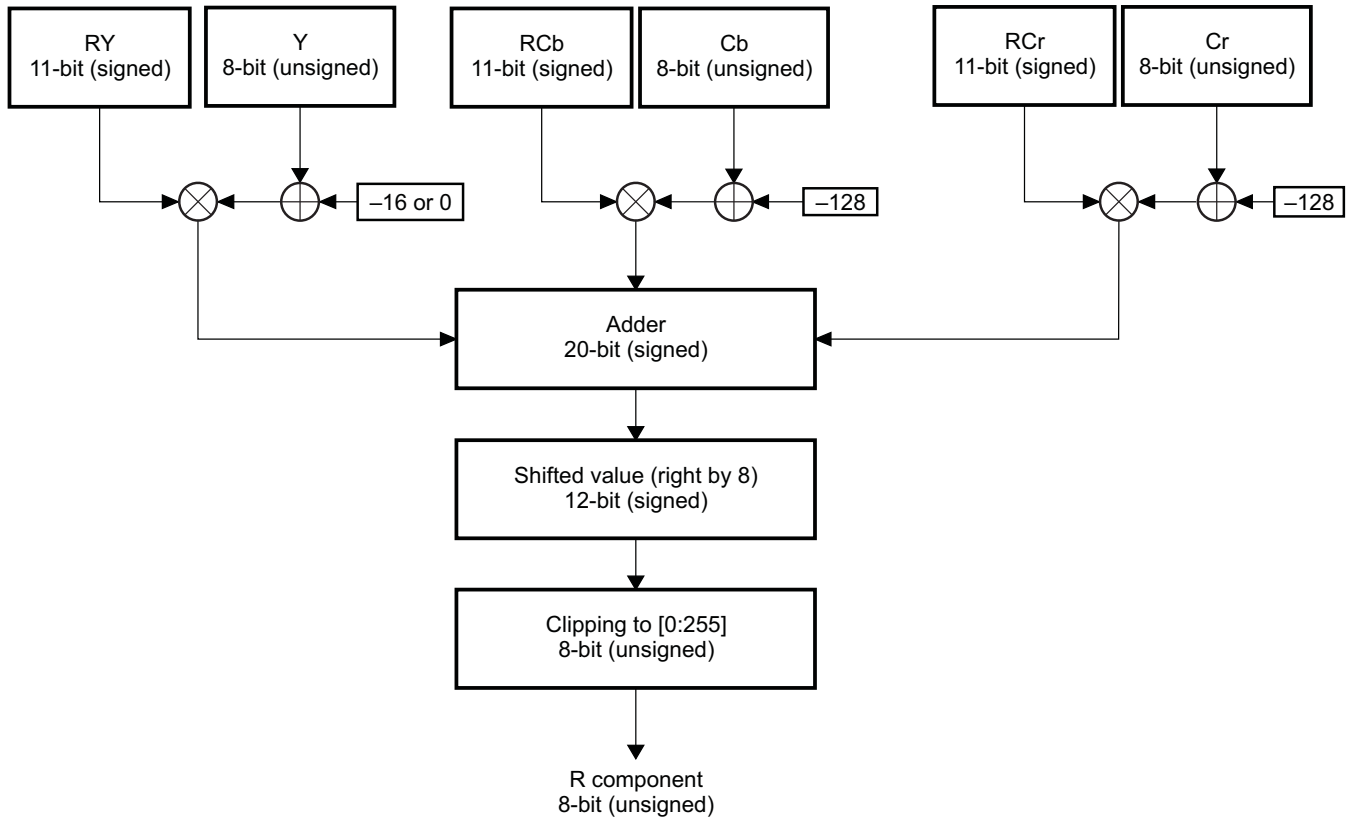 RY
11-bit (signed)
Y
8-bit (unsigned)
RCb
11-bit (signed)
Cb
8-bit (unsigned)
RCr
11-bit (signed)
Cr
8-bit (unsigned)
–16 or 0
–128
–128
Adder
20-bit (signed)
Shifted value (right by 8)
12-bit (signed)
Clipping to [0:255]
8-bit (unsigned)
R component
8-bit (unsigned)